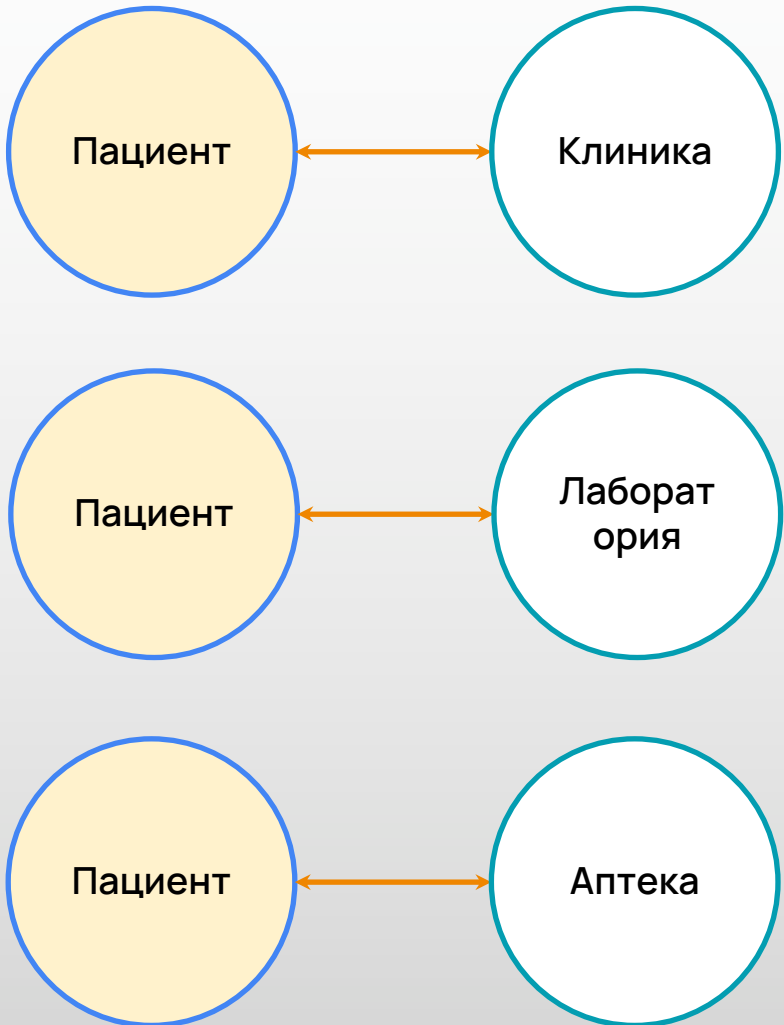 Пациент
Клиника
Пациент
Лаборат
ория
Пациент
Аптека